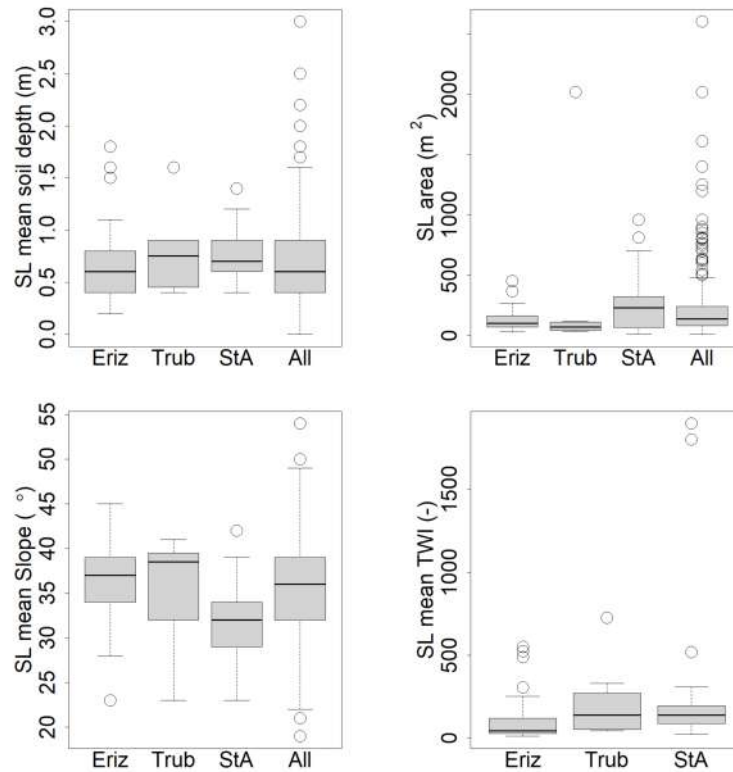 SL mean soil depth (m)
0.0 0.5 1.0 1.5 2.0 2.5 3.0
Eriz Trub StA All
SL area (m ²)
0 500 1000 2000
Eriz Trub StA All
SL mean Slope ( °)
20 25 30 35 40 45 50 55
Eriz Trub StA All
SL mean TWI (-)
0 500 1500
Eriz Trub StA